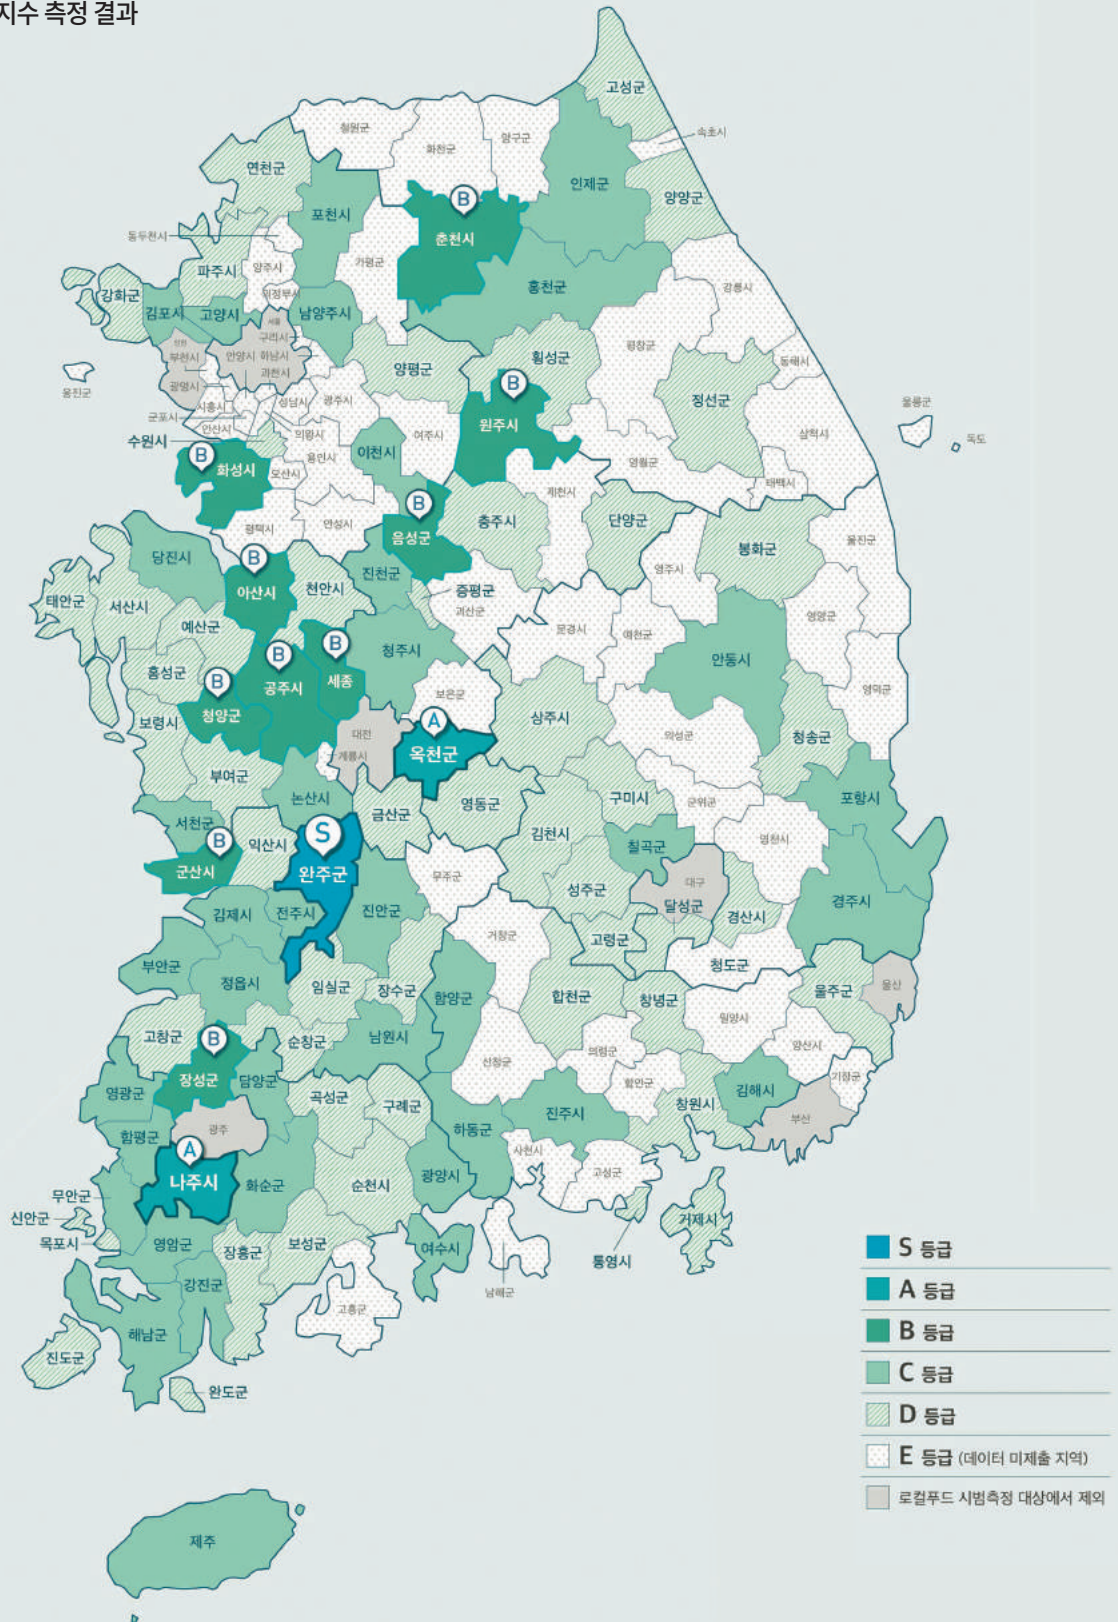 지수 측정 결과
고성군
철원군
화천군
양구군
속초시
연천군
인제군
양양군
포천시
B
춘천시
동두천시
파주시
양주시
가평군
의정부시
강화군
김포시
고양시
남양주시
홍천군
강릉시
서울
구리시
인천
부천시
안양시
하남시
과천시
광명시
양평군
횡성군
평창군
동해시
옹진군
시흥시
성남시
광주시
B
정선군
울릉군
독도
군포시
안산시
의왕시
여주시
원주시
삼척시
수원시
용인시
이천시
영월군
B
화성시
오산시
제천시
태백시
B
평택시
안성시
음성군
충주시
단양군
봉화군
울진군
당진시
B
아산시
천안시
진천군
증평군
괴산군
영주시
태안군
서산시
예산군
문경시
예천군
영양군
B
B
세종
청주시
안동시
홍성군
공주시
B
청양군
보은군
영덕군
보령시
A
상주시
의성군
청송군
대전
계룡시
옥천군
부여군
논산시
금산군
영동군
구미시
군위군
포항시
서천군
B
군산시
익산시
S
완주군
김천시
칠곡군
영천시
무주군
성주군
대구
달성군
경산시
경주시
김제시
전주시
진안군
거창군
고령군
청도군
부안군
정읍시
임실군
장수군
함양군
합천군
창녕군
밀양시
울주군
울산
고창군
B
장성군
순창군
남원시
산청군
의령군
양산시
기장군
영광군
담양군
곡성군
구례군
함안군
창원시
김해시
부산
함평군
광주
하동군
진주시
A
나주시
화순군
순천시
광양시
사천시
고성군
무안군
신안군
목포시
영암군
장흥군
보성군
여수시
거제시
통영시
남해군
강진군
고흥군
해남군
진도군
완도군
제주
S 등급
A 등급
B 등급
C 등급
D 등급
E 등급 (데이터 미제출 지역)
로컬푸드 시범측정 대상에서 제외